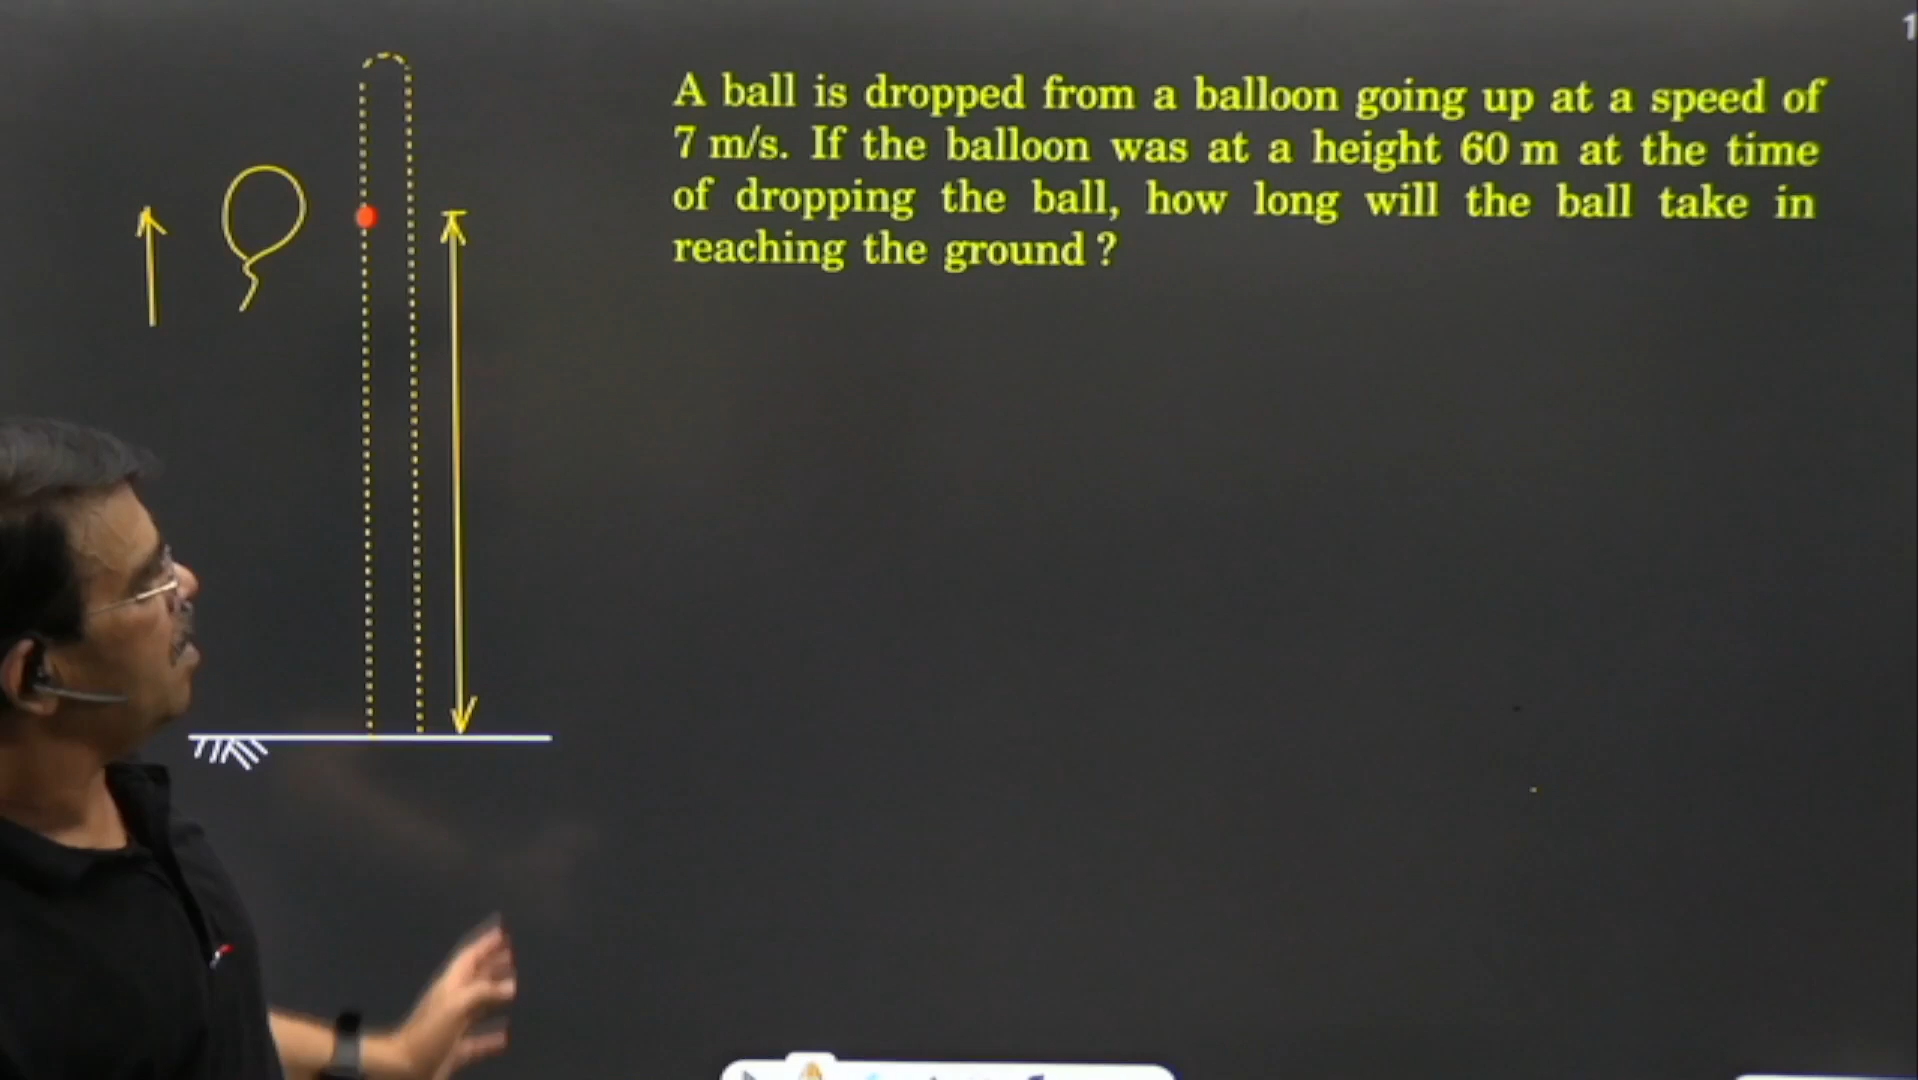 A ball is dropped from a balloon going up at a speed of
7 m/s. If the balloon was at a height 60 m at the time
of dropping the ball, how long will the ball take in
reaching the ground ?
1